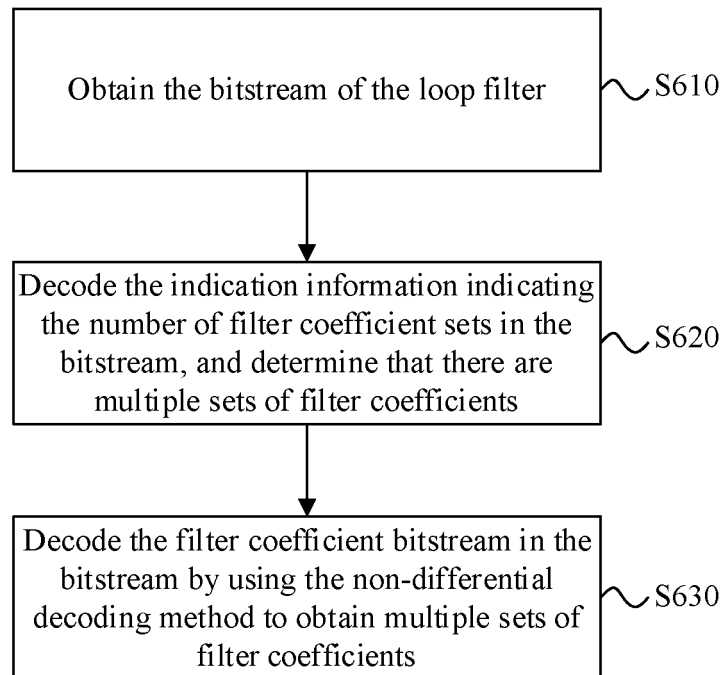 Obtain the bitstream of the loop filter
S610
Decode the indication information indicating
the number of filter coefficient sets in the
bitstream, and determine that there are
multiple sets of filter coefficients
S620
Decode the filter coefficient bitstream in the
bitstream by using the non-differential
decoding method to obtain multiple sets of
filter coefficients
S630